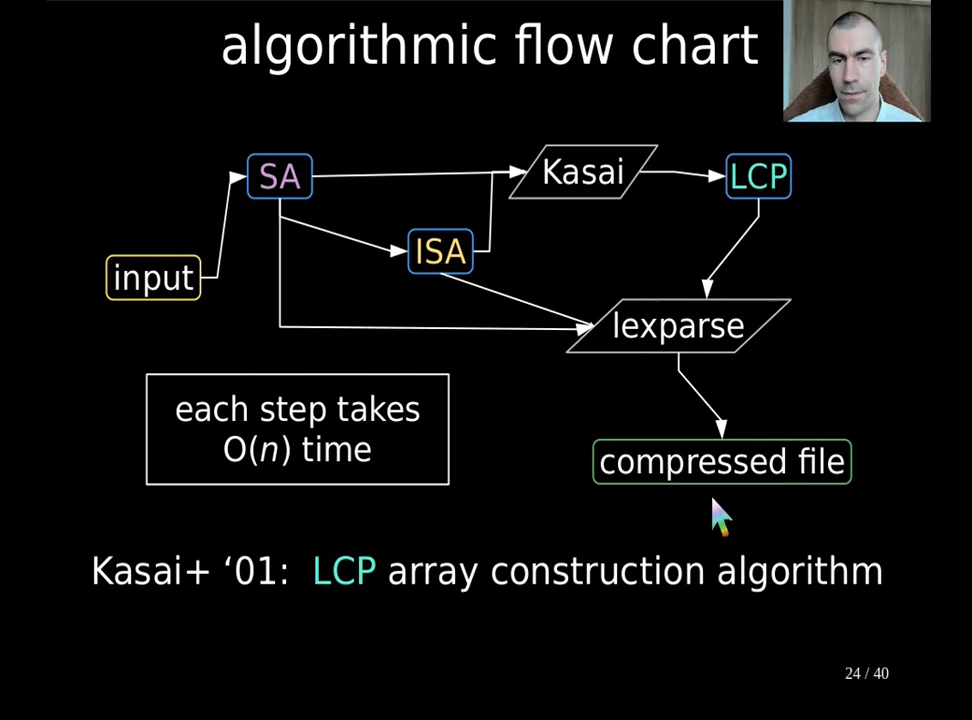 algorithmic flow chart
SA
Kasai
LCP
ISA
input
lexparse
each step takes
O(n) time
compressed file
Kasai+ ‘01: LCP array construction algorithm
24 / 40